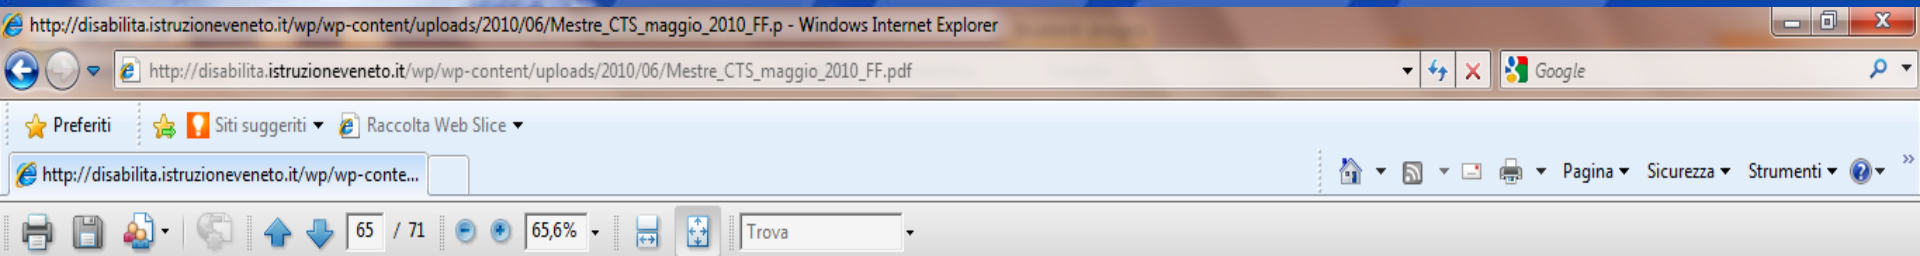 http://disabilita.istruzioneveneto.it/wp/wp-content/uploads/2010/06/Mestre_CTS_maggio_2010_FF.p - Windows Internet Explorer
http://disabilita.istruzioneveneto.it/wp/wp-content/uploads/2010/06/Mestre_CTS_maggio_2010_FF.pdf Google
Preferiti Siti suggeriti Raccolta Web Slice
http://disabilita.istruzioneveneto.it/wp/wp-conte... Pagina Sicurezza Strumenti
65 / 71 65,6% Trova